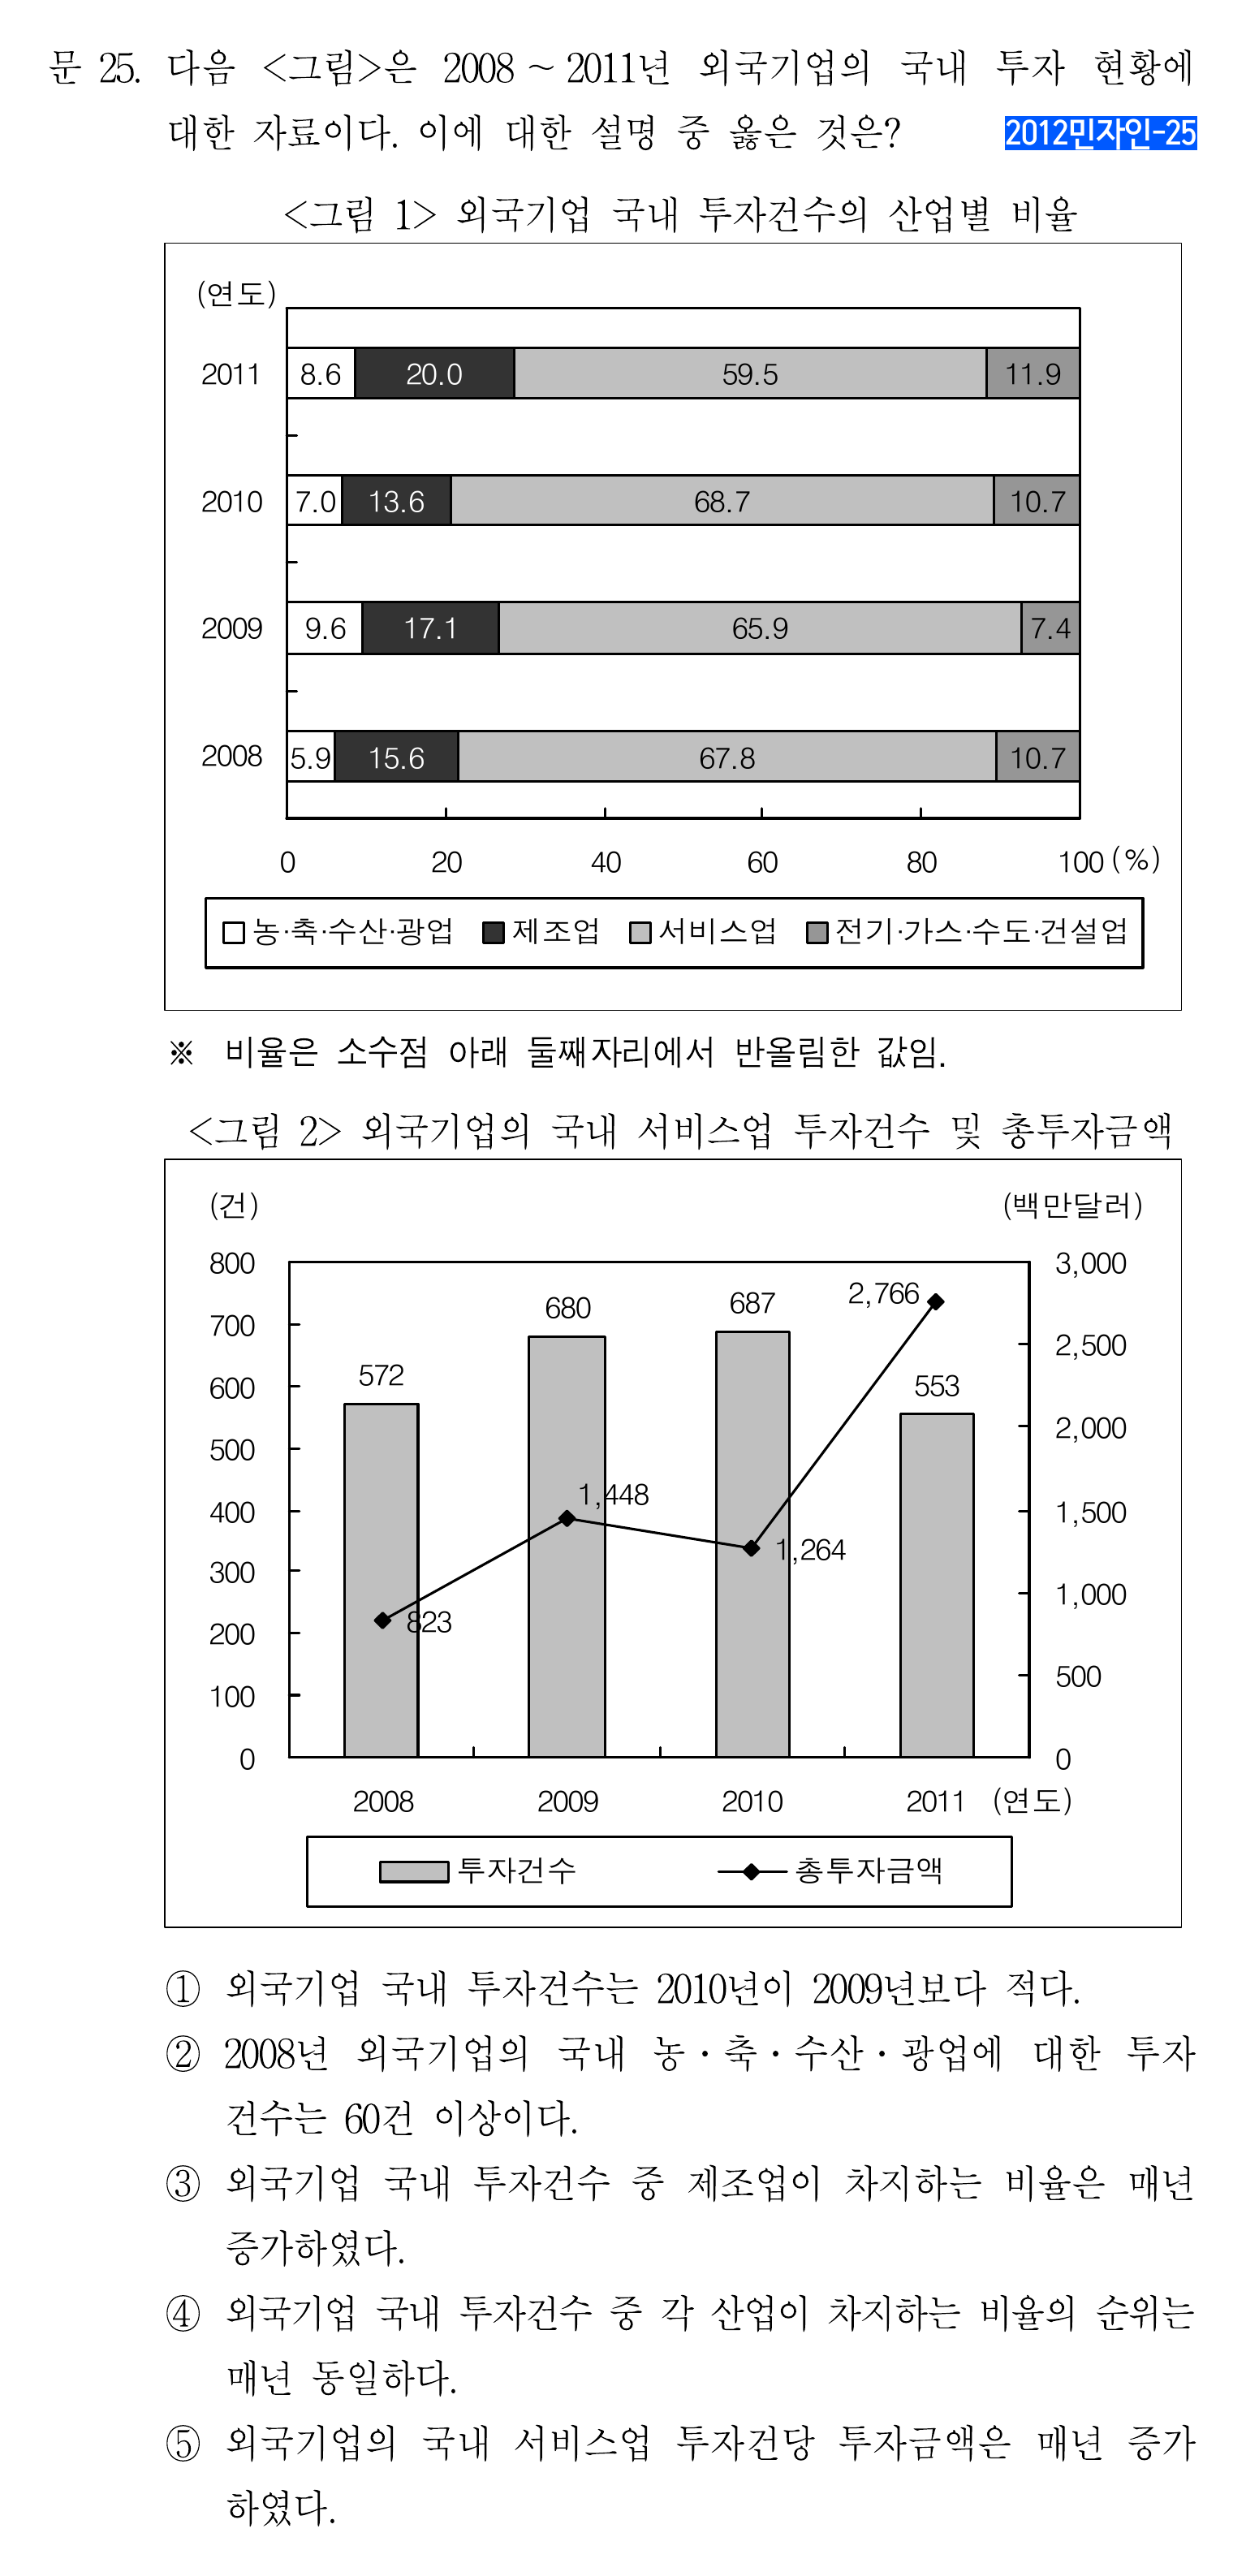 문 25. 다음 <그림>은 2008 ~ 2011년 외국기업의 국내 투자 현황에
대한 자료이다. 이에 대한 설명 중 옳은 것은? 2012민자인-25
<그림 1> 외국기업 국내 투자건수의 산업별 비율
(연도)
2011 8.6 20.0 59.5 11.9
2010 7.0 13.6 68.7 10.7
2009 9.6 17.1 65.9 7.4
2008 5.9 15.6 67.8 10.7
0 20 40 60 80 100 (%)
농·축·수산·광업 제조업 서비스업 전기·가스·수도·건설업
※ 비율은 소수점 아래 둘째자리에서 반올림한 값임.
<그림 2> 외국기업의 국내 서비스업 투자건수 및 총투자금액
(건) (백만달러)
800 3,000
2,766
680 687
700
2,500
572 553
600
2,000
500
1,448
400 1,500
1,264
300
1,000
823
200
500
100
0 0
2008 2009 2010 2011 (연도)
투자건수 총투자금액
① 외국기업 국내 투자건수는 2010년이 2009년보다 적다.
② 2008년 외국기업의 국내 농·축·수산·광업에 대한 투자
건수는 60건 이상이다.
③ 외국기업 국내 투자건수 중 제조업이 차지하는 비율은 매년
증가하였다.
④ 외국기업 국내 투자건수 중 각 산업이 차지하는 비율의 순위는
매년 동일하다.
⑤ 외국기업의 국내 서비스업 투자건당 투자금액은 매년 증가
하였다.